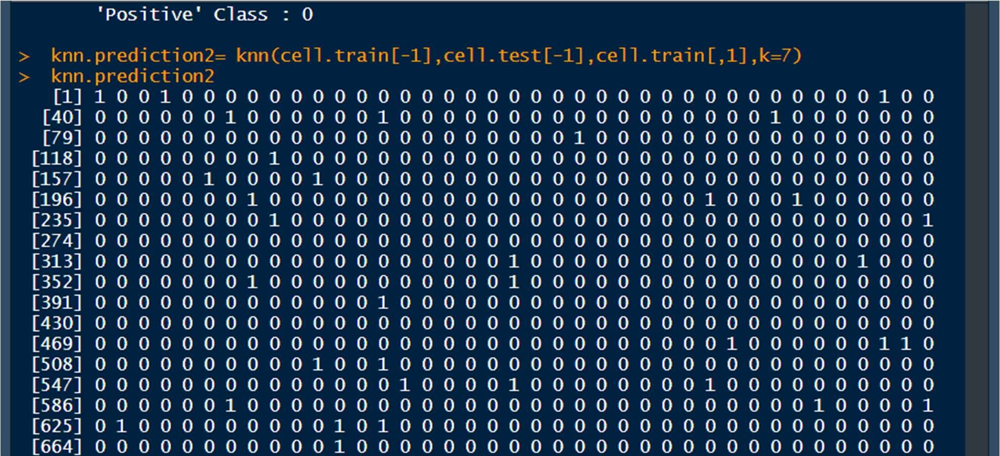 'Positive' Class : 0
> knn.prediction2= knn(cell.train[-1],cell.test[-1],cell.train[,1],k=7)
> knn.prediction2
[1] 1 0 0 1 0 0 0 0 0 0 0 0 0 0 0 0 0 0 0 0 0 0 0 0 0 0 0 0 0 0 0 0 0 0 0 0 1 0 0
[40] 0 0 0 0 0 0 1 0 0 0 0 0 0 1 0 0 0 0 0 0 0 0 0 0 0 0 0 0 0 0 0 1 0 0 0 0 0 0 0
[79] 0 0 0 0 0 0 0 0 0 0 0 0 0 0 0 0 0 0 0 0 0 0 1 0 0 0 0 0 0 0 0 0 0 0 0 0 0 0 0
[118] 0 0 0 0 0 0 0 0 1 0 0 0 0 0 0 0 0 0 0 0 0 0 0 0 0 0 0 0 0 0 0 0 0 0 0 0 0 0 0
[157] 0 0 0 0 0 1 0 0 0 0 1 0 0 0 0 0 0 0 0 0 0 0 0 0 0 0 0 0 0 0 0 0 0 0 0 0 0 0 0
[196] 0 0 0 0 0 0 0 1 0 0 0 0 0 0 0 0 0 0 0 0 0 0 0 0 0 0 0 0 1 0 0 0 1 0 0 0 0 0 0
[235] 0 0 0 0 0 0 0 0 1 0 0 0 0 0 0 0 0 0 0 0 0 0 0 0 0 0 0 0 0 0 0 0 0 0 0 0 0 0 1
[274] 0 0 0 0 0 0 0 0 0 0 0 0 0 0 0 0 0 0 0 0 0 0 0 0 0 0 0 0 0 0 0 0 0 0 0 0 0 0 0
[313] 0 0 0 0 0 0 0 0 0 0 0 0 0 0 0 0 0 0 0 1 0 0 0 0 0 0 0 0 0 0 0 0 0 0 0 1 0 0 0
[352] 0 0 0 0 0 0 0 1 0 0 0 0 0 0 0 0 0 0 0 1 0 0 0 0 0 0 0 0 0 0 0 0 0 0 0 0 0 0 0
[391] 0 0 0 0 0 0 0 0 0 0 0 0 0 1 0 0 0 0 0 0 0 0 0 0 0 0 0 0 0 0 0 0 0 0 0 0 0 0 0
[430] 0 0 0 0 0 0 0 0 0 0 0 0 0 0 0 0 0 0 0 0 0 0 0 0 0 0 0 0 0 0 0 0 0 0 0 0 0 0 0
[469] 0 0 0 0 0 0 0 0 0 0 0 0 0 0 0 0 0 0 0 0 0 0 0 0 0 0 0 0 0 1 0 0 0 0 0 0 1 1 0
[508] 0 0 0 0 0 0 0 0 0 0 1 0 0 1 0 0 0 0 0 0 0 0 0 0 0 0 0 0 0 0 0 0 0 0 0 0 0 0 0
[547] 0 0 0 0 0 0 0 0 0 0 0 0 0 0 1 0 0 0 0 1 0 0 0 0 0 0 0 0 1 0 0 0 0 0 0 0 0 0 0
[586] 0 0 0 0 0 0 1 0 0 0 0 0 0 0 0 0 0 0 0 0 0 0 0 0 0 0 0 0 0 0 0 0 0 1 0 0 0 0 1
[625] 0 1 0 0 0 0 0 0 0 0 0 1 0 1 0 0 0 0 0 0 0 0 0 0 0 0 0 0 0 0 0 0 0 0 0 0 0 0 0
[664] 0 0 0 0 0 0 0 0 0 0 0 1 0 0 0 0 0 0 0 0 0 0 0 0 0 0 0 0 0 0 0 0 0 0 0 0 0 0 0